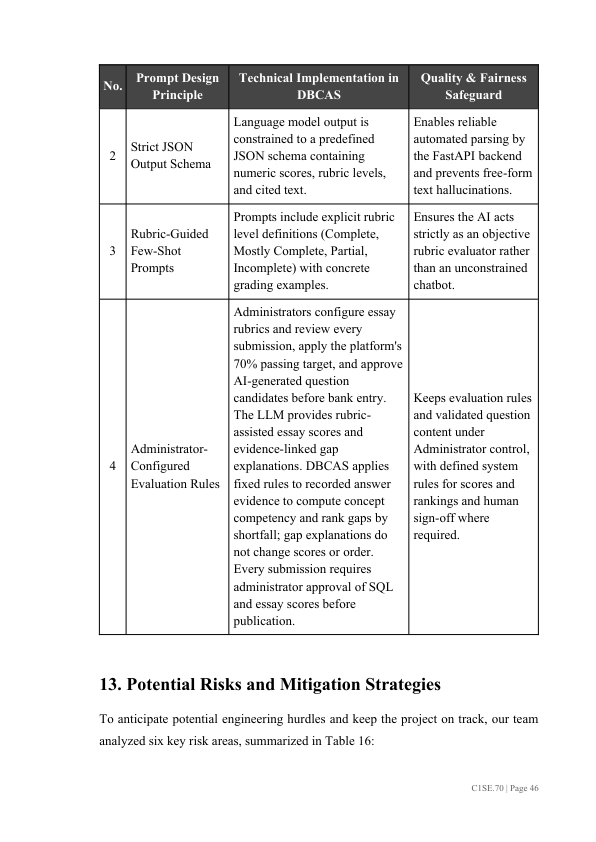 No.
Prompt Design
Principle
Technical Implementation in
DBCAS
Quality & Fairness
Safeguard
2
Strict JSON
Output Schema
Language model output is
constrained to a predefined
JSON schema containing
numeric scores, rubric levels,
and cited text.
Enables reliable
automated parsing by
the FastAPI backend
and prevents free-form
text hallucinations.
3
Rubric-Guided
Few-Shot
Prompts
Prompts include explicit rubric
level definitions (Complete,
Mostly Complete, Partial,
Incomplete) with concrete
grading examples.
Ensures the AI acts
strictly as an objective
rubric evaluator rather
than an unconstrained
chatbot.
4
Administrator-
Configured
Evaluation Rules
Administrators configure essay
rubrics and review every
submission, apply the platform's
70% passing target, and approve
AI-generated question
candidates before bank entry.
The LLM provides rubric-
assisted essay scores and
evidence-linked gap
explanations. DBCAS applies
fixed rules to recorded answer
evidence to compute concept
competency and rank gaps by
shortfall; gap explanations do
not change scores or order.
Every submission requires
administrator approval of SQL
and essay scores before
publication.
Keeps evaluation rules
and validated question
content under
Administrator control,
with defined system
rules for scores and
rankings and human
sign-off where
required.
13. Potential Risks and Mitigation Strategies
To anticipate potential engineering hurdles and keep the project on track, our team
analyzed six key risk areas, summarized in Table 16:
C1SE.70 | Page 46